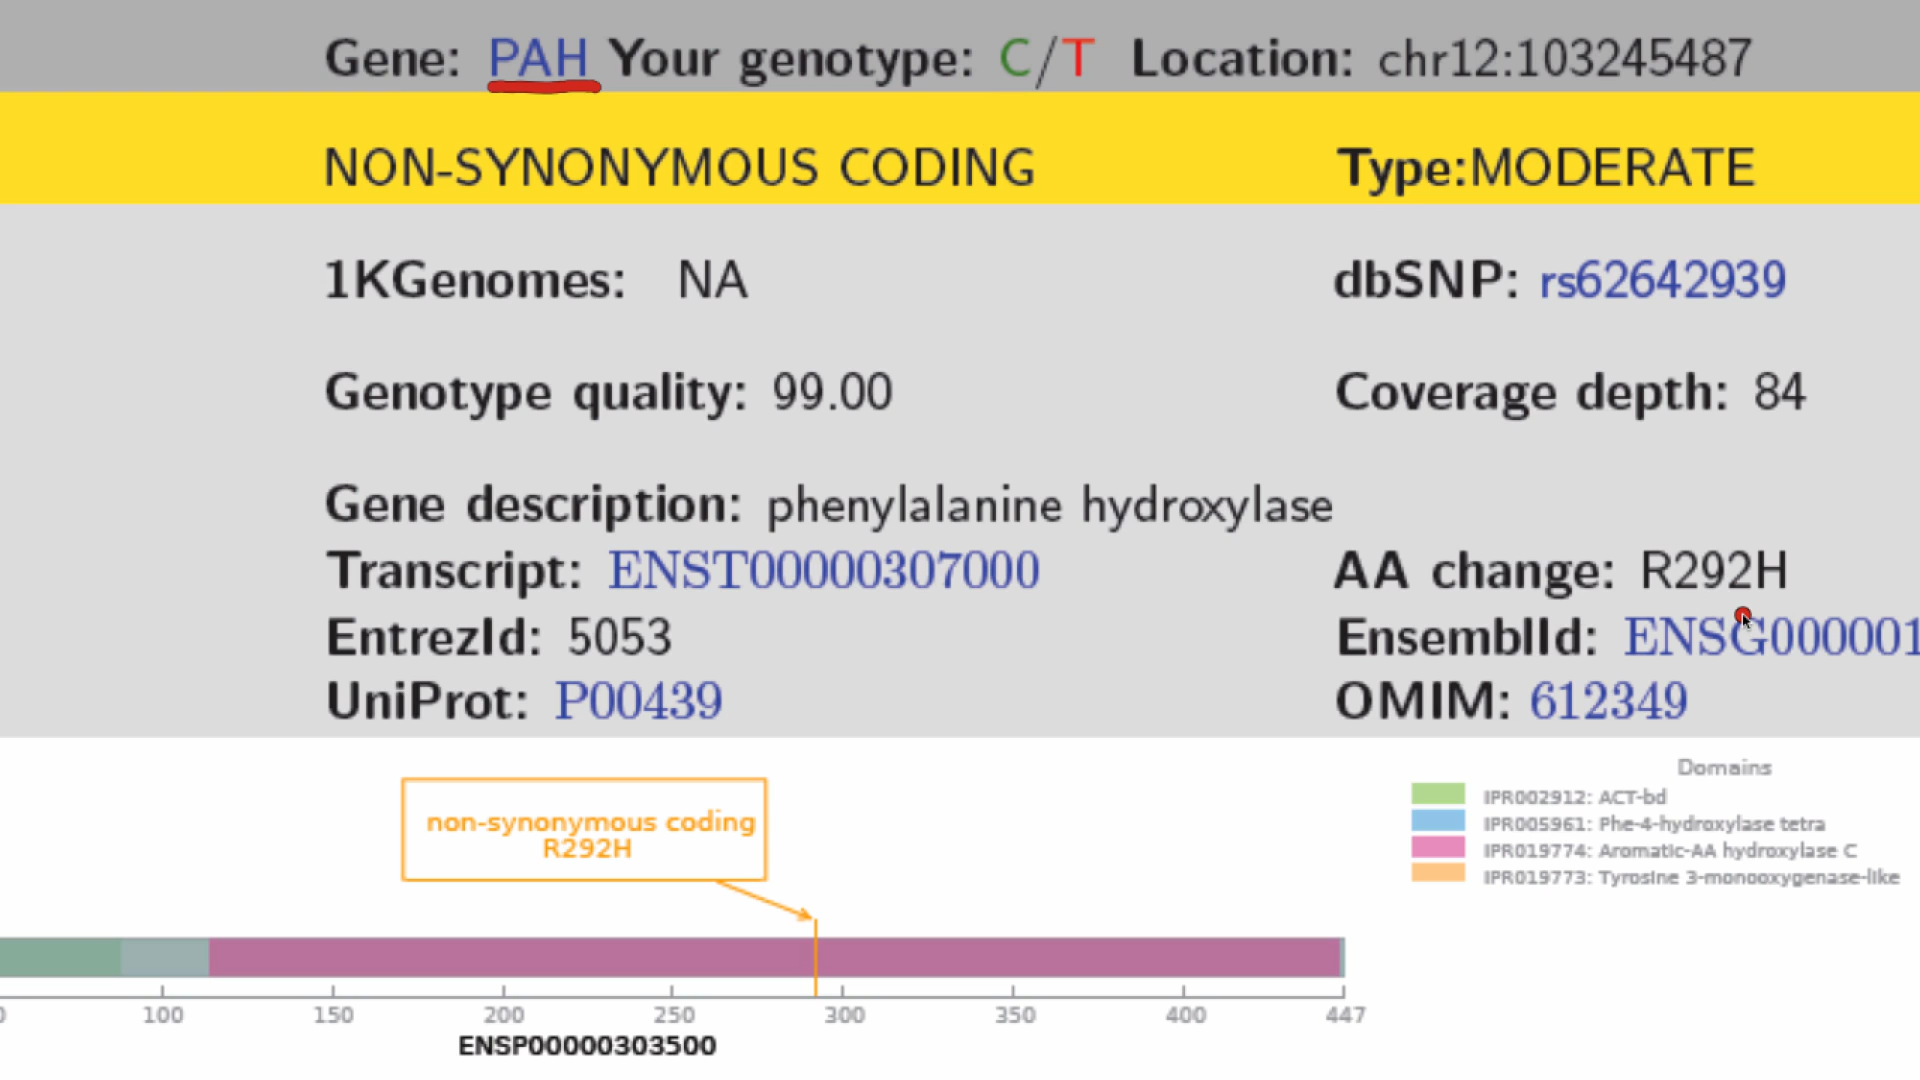 Gene: PAH Your genotype: C/T Location: chr12:103245487
NON-SYNONYMOUS CODING Type:MODERATE
1KGenomes: NA dbSNP: rs62642939
Genotype quality: 99.00 Coverage depth: 84
Gene description: phenylalanine hydroxylase
Transcript: ENST00000307000 AA change: R292H
EntrezId: 5053 EnsemblId: ENSG000001
UniProt: P00439 OMIM: 612349
Domains
IPR002912: ACT-bd
IPR005961: Phe-4-hydroxylase tetra
IPR019774: Aromatic-AA hydroxylase C
IPR019773: Tyrosine 3-monooxygenase-like
non-synonymous coding
R292H
0 100 150 200 250 300 350 400 447
ENSP00000303500